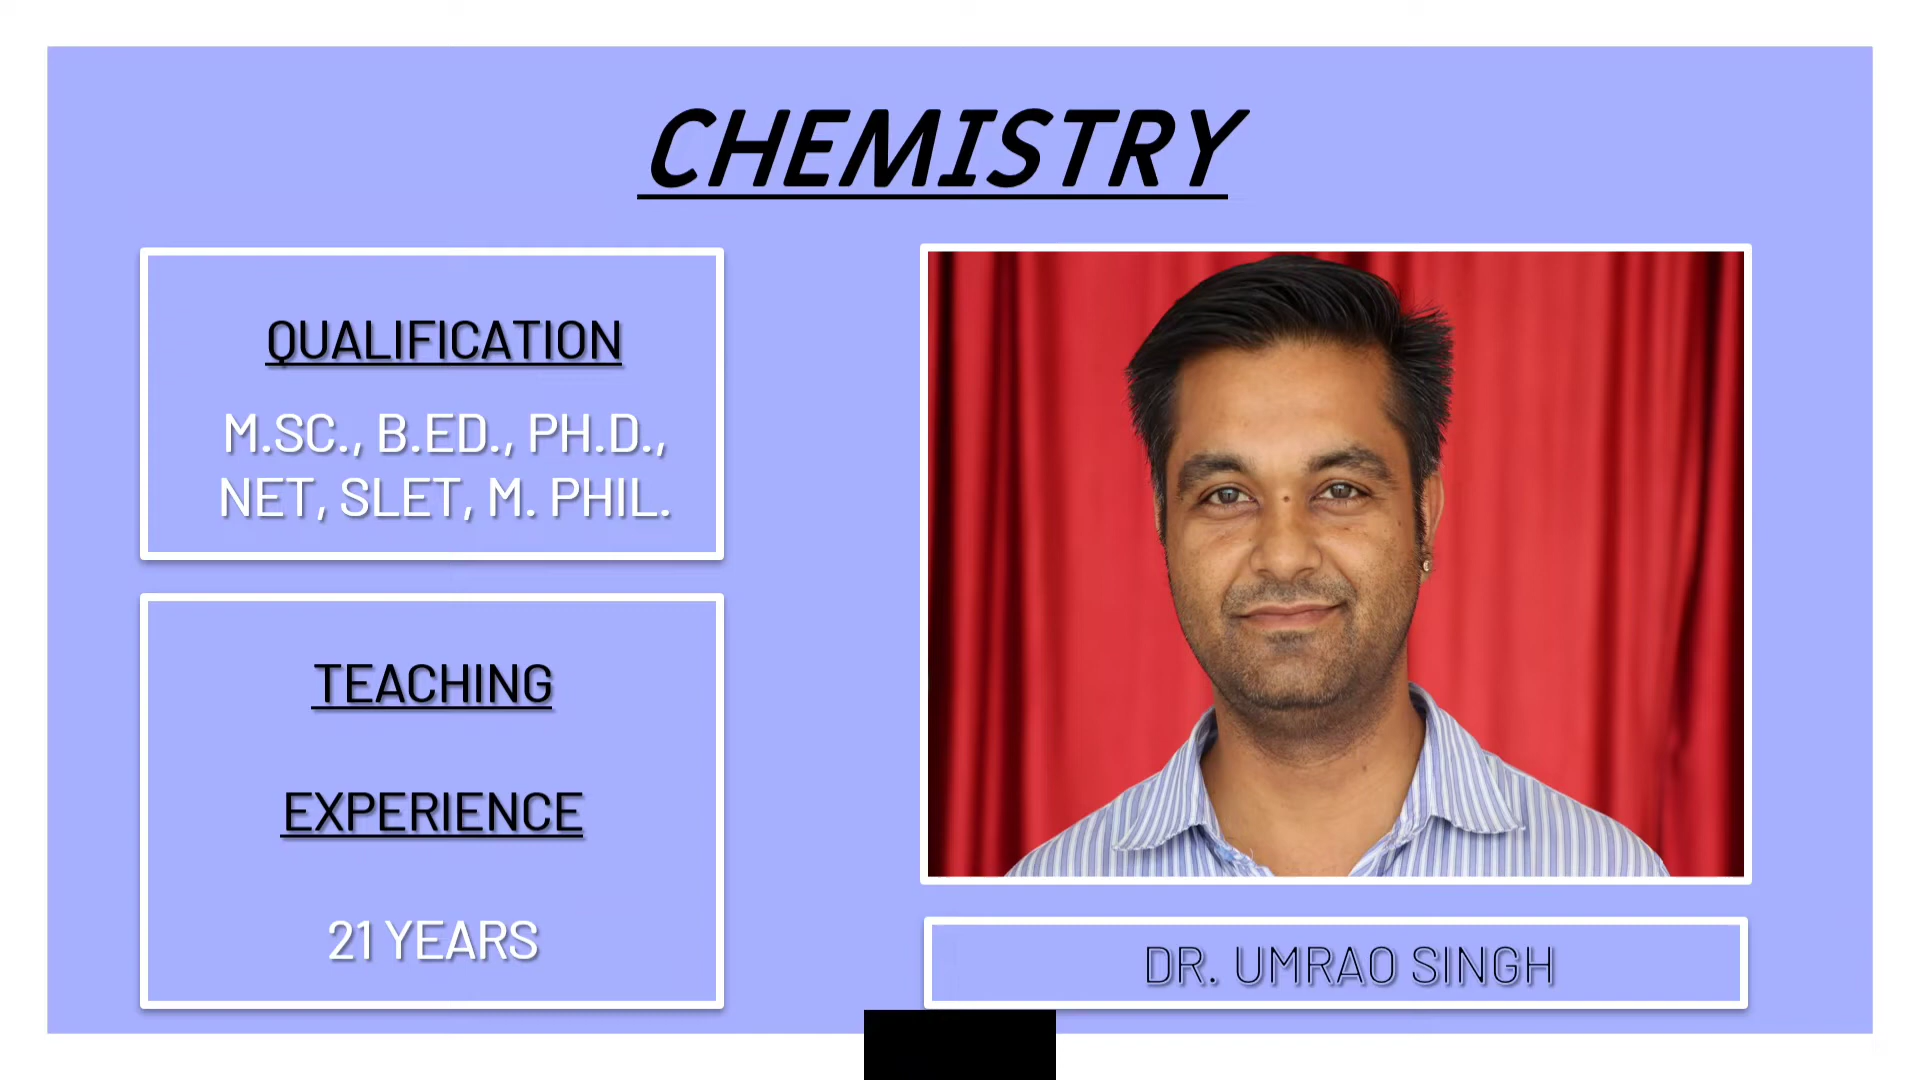 CHEMISTRY
QUALIFICATION
M.SC., B.ED., PH.D.,
NET, SLET, M. PHIL.
TEACHING
EXPERIENCE
21 YEARS
DR. UMRAO SINGH